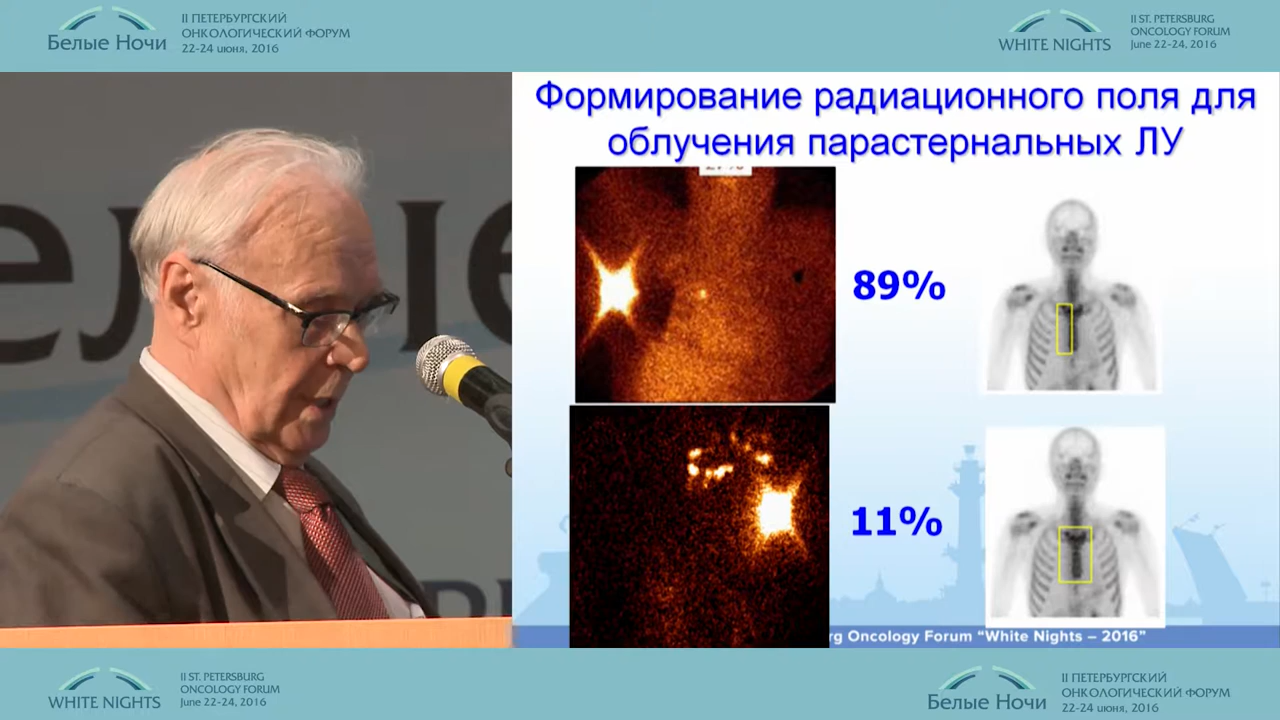 Белые Ночи
II ПЕТЕРБУРГСКИЙ
ОНКОЛОГИЧЕСКИЙ ФОРУМ
22-24 июня, 2016
WHITE NIGHTS
II ST. PETERSBURG
ONCOLOGY FORUM
June 22-24, 2016
Формирование радиационного поля для
облучения парастернальных ЛУ
89%
11%
rg Oncology Forum “White Nights – 2016”
WHITE NIGHTS
II ST. PETERSBURG
ONCOLOGY FORUM
June 22-24, 2016
Белые Ночи
II ПЕТЕРБУРГСКИЙ
ОНКОЛОГИЧЕСКИЙ ФОРУМ
22-24 июня, 2016